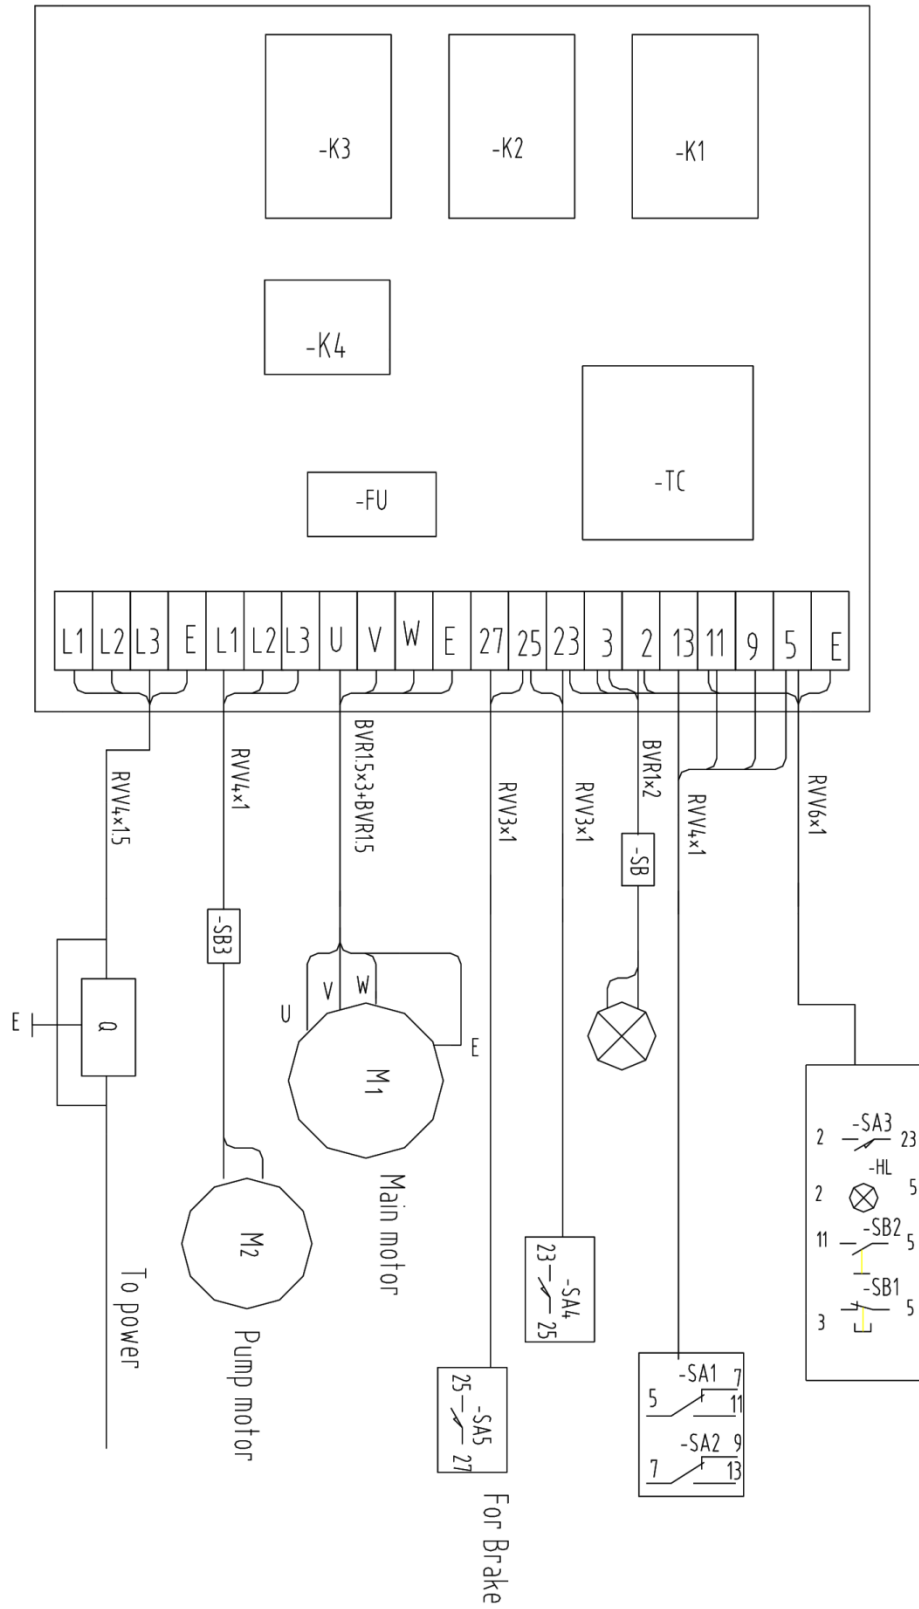 -K3
-K2
-K1
-K4
-FU
-TC
L1 L2 L3 E L1 L2 L3 U V W E 27 25 23 3 2 13 11 9 5 E
RVV4×1.5
RVV4×1
BVR1.5×3+BVR1.5
RVV3×1
RVV3×1
BVR1×2
RVV4×1
RVV6×1
-SB
-SB3
E
Q
U
V
W
E
M1
Main motor
M2
Pump motor
To power
2 -SA3 23
2 -HL 5
11 -SB2 5
3 -SB1 5
23 -SA4 25
25 -SA5 27
For Brake
-SA1 7
5 11
-SA2 9
7 13